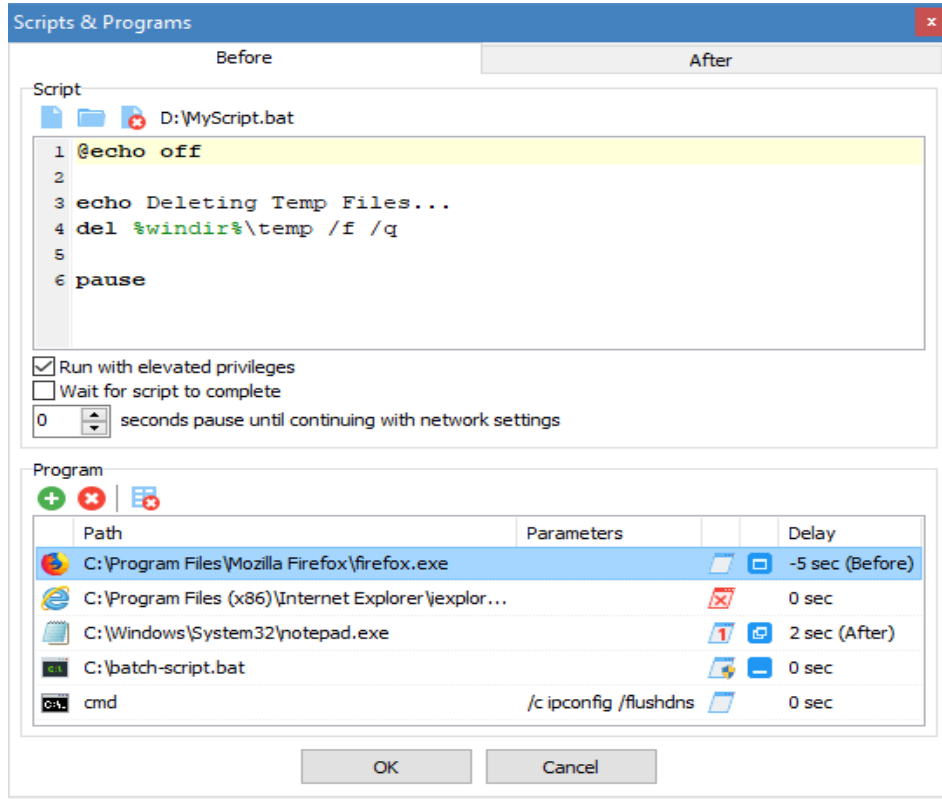 Scripts & Programs
x
Before After
Script
D:\MyScript.bat
1 @echo off
2
3 echo Deleting Temp Files...
4 del %windir%\temp /f /q
5
6 pause
Run with elevated privileges
Wait for script to complete
0 seconds pause until continuing with network settings
Program
Path Parameters Delay
C:\Program Files\Mozilla Firefox\firefox.exe -5 sec (Before)
C:\Program Files (x86)\Internet Explorer\iexplor... 0 sec
C:\Windows\System32\notepad.exe 1 2 sec (After)
C:\batch-script.bat 0 sec
cmd /c ipconfig /flushdns 0 sec
OK Cancel